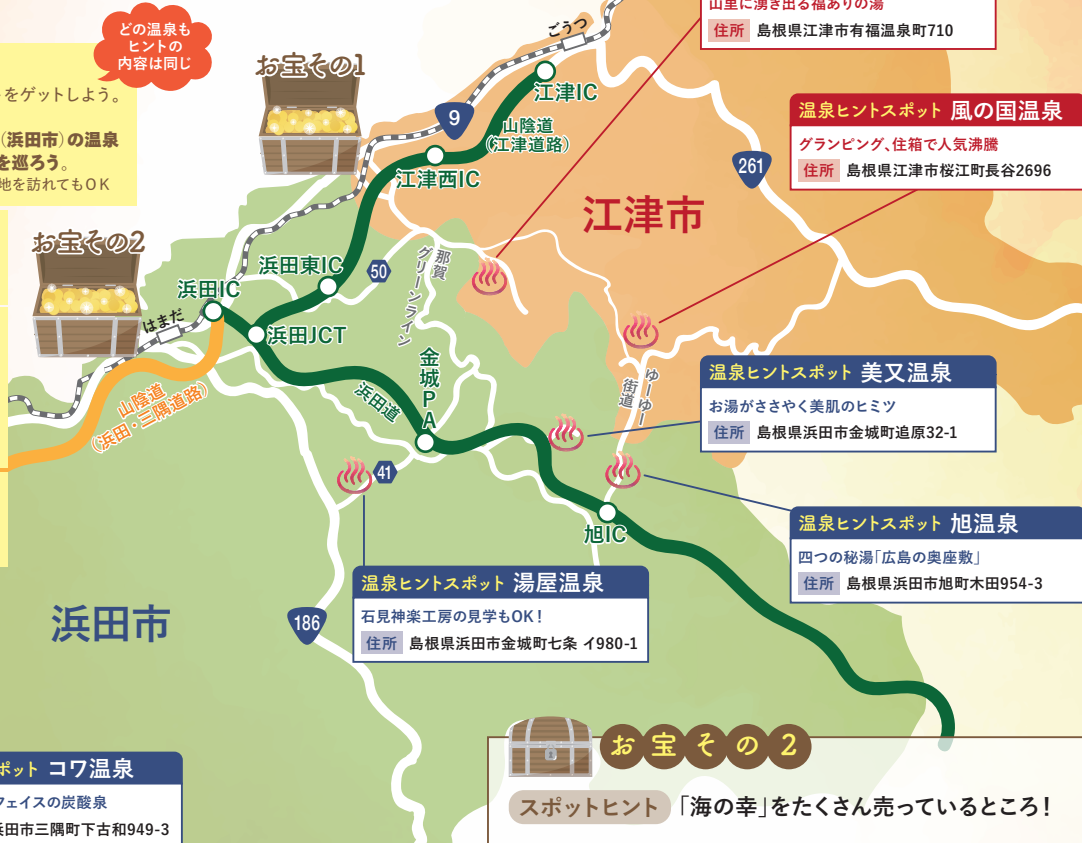 どの温泉も
ヒントの
内容は同じ
をゲットしよう。
(浜田市)の温泉
を巡ろう。
地を訪れてもOK
お宝その1
お宝その2
山里に湧き出る福ありの湯
住所 島根県江津市有福温泉町710
温泉ヒントスポット 風の国温泉
グランピング、住箱で人気沸騰
住所 島根県江津市桜江町長谷2696
ごうつ
江津IC
9
山陰道
(江津道路)
江津西IC
261
江津市
浜田東IC
50
那賀
グリーンライン
浜田IC
はまだ
浜田JCT
金城PA
浜田道
山陰道
(浜田・三隅道路)
ゆーゆー
街道
温泉ヒントスポット 美又温泉
お湯がささやく美肌のヒミツ
住所 島根県浜田市金城町追原32-1
41
旭IC
温泉ヒントスポット 旭温泉
四つの秘湯「広島の奥座敷」
住所 島根県浜田市旭町木田954-3
温泉ヒントスポット 湯屋温泉
石見神楽工房の見学もOK!
住所 島根県浜田市金城町七条 イ980-1
浜田市
186
ポット コワ温泉
フェイスの炭酸泉
浜田市三隅町下古和949-3
お宝その2
スポットヒント 「海の幸」をたくさん売っているところ!